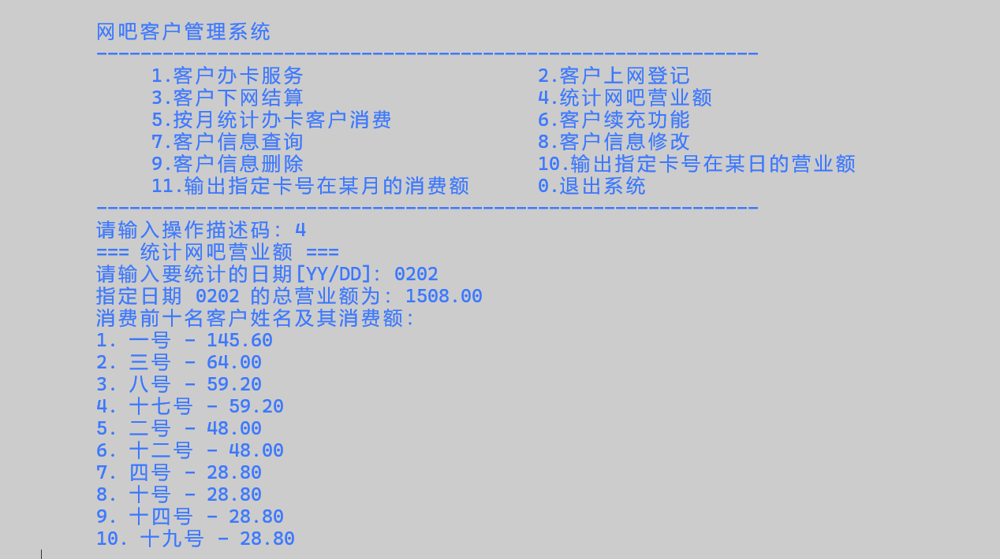 网吧客户管理系统
------------------------------------------------------------
1.客户办卡服务 2.客户上网登记
3.客户下网结算 4.统计网吧营业额
5.按月统计办卡客户消费 6.客户续充功能
7.客户信息查询 8.客户信息修改
9.客户信息删除 10.输出指定卡号在某日的营业额
11.输出指定卡号在某月的消费额 0.退出系统
------------------------------------------------------------
请输入操作描述码: 4
=== 统计网吧营业额 ===
请输入要统计的日期[YY/DD]: 0202
指定日期 0202 的总营业额为: 1508.00
消费前十名客户姓名及其消费额:
1. 一号 - 145.60
2. 三号 - 64.00
3. 八号 - 59.20
4. 十七号 - 59.20
5. 二号 - 48.00
6. 十二号 - 48.00
7. 四号 - 28.80
8. 十号 - 28.80
9. 十四号 - 28.80
10. 十九号 - 28.80